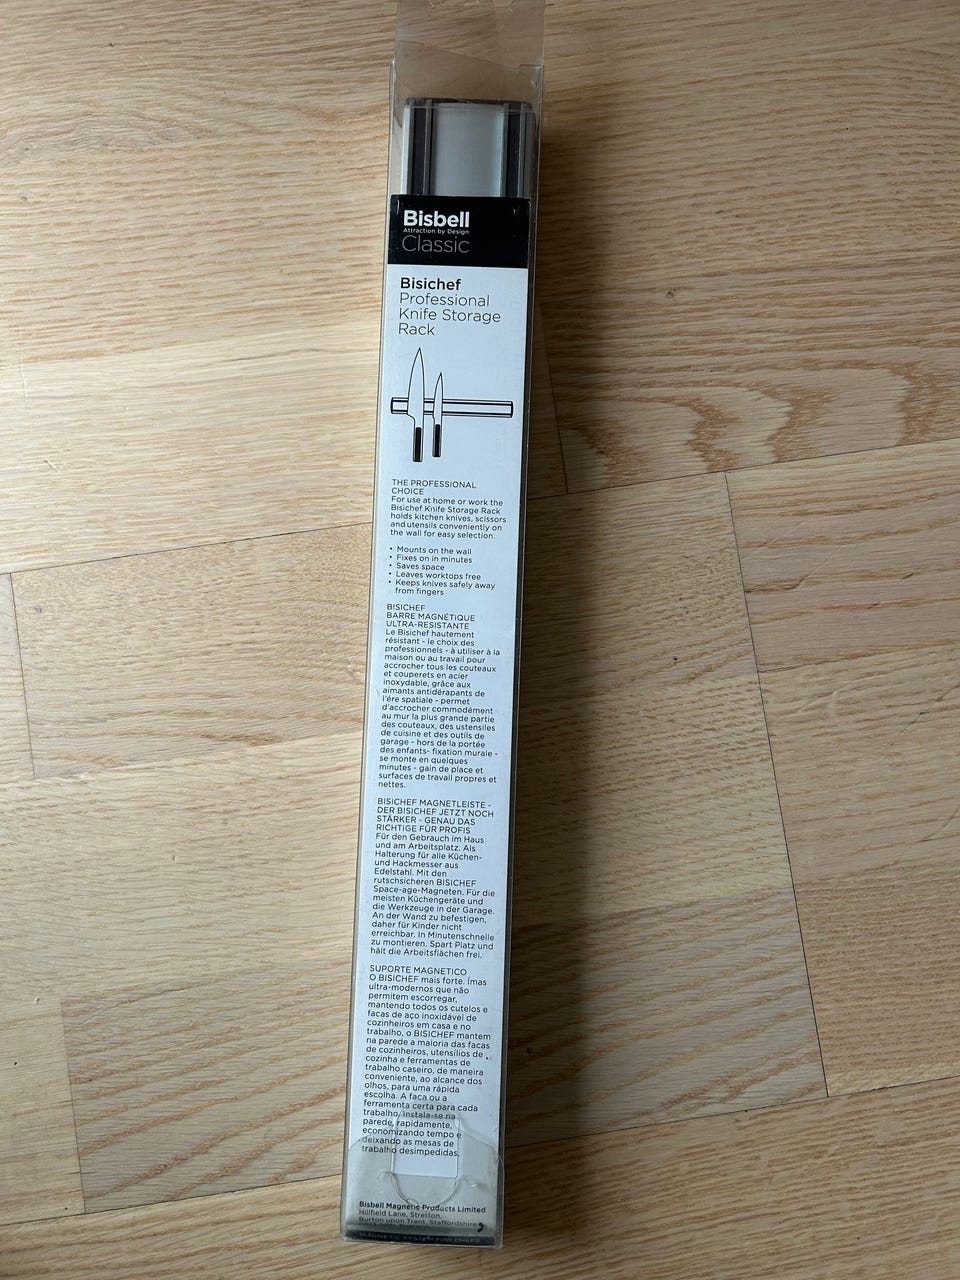 Bisbell
Attraction by Design
Classic
Bisichef
Professional
Knife Storage
Rack
THE PROFESSIONAL
CHOICE
For use at home or work the
Bisichef Knife Storage Rack
holds kitchen knives, scissors
and utensils conveniently on
the wall for easy selection.
• Mounts on the wall
• Fixes on in minutes
• Saves space
• Leaves worktops free
• Keeps knives safely away
from fingers
BISICHEF
BARRE MAGNÉTIQUE
ULTRA-RESISTANTE
Le Bisichef hautement
résistant - le choix des
professionnels - à utiliser à la
maison ou au travail pour
accrocher tous les couteaux
et couperets en acier
inoxydable, grâce aux
aimants antidérapants de
l'ére spatiale - permet
d'accrocher commodément
au mur la plus grande partie
des couteaux, des ustensiles
de cuisine et des outils de
garage - hors de la portée
des enfants- fixation murale -
se monte en quelques
minutes - gain de place et
surfaces de travail propres et
nettes.
BISICHEF MAGNETLEISTE -
DER BISICHEF JETZT NOCH
STÄRKER - GENAU DAS
RICHTIGE FÜR PROFIS
Für den Gebrauch im Haus
und am Arbeitsplatz. Als
Halterung für alle Küchen-
und Hackmesser aus
Edelstahl. Mit den
rutschsicheren BISICHEF
Space-age-Magneten. Für die
meisten Küchengeräte und
die Werkzeuge in der Garage.
An der Wand zu befestigen,
daher für Kinder nicht
erreichbar. In Minutenschnelle
zu montieren. Spart Platz und
hält die Arbeitsflächen frei.
SUPORTE MAGNETICO
O BISICHEF mais forte. Ímas
ultra-modernos que não
permitem escorregar,
mantendo todos os cutelos e
facas de aço inoxidável de
cozinheiros em casa e no
trabalho, o BISICHEF mantem
na parede a maioria das facas
de cozinheiros, utensílios de
cozinha e ferramentas de
trabalho caseiro, de maneira
conveniente, ao alcance dos
olhos, para uma rápida
escolha. A faca ou a
ferramenta certa para cada
trabalho. Instala-se na
parede, rapidamente,
economizando tempo e
deixando as mesas de
trabalho desimpedidas.
Bisbell Magnetic Products Limited
Hillfield Lane, Stretton,
Burton upon Trent, Staffordshire